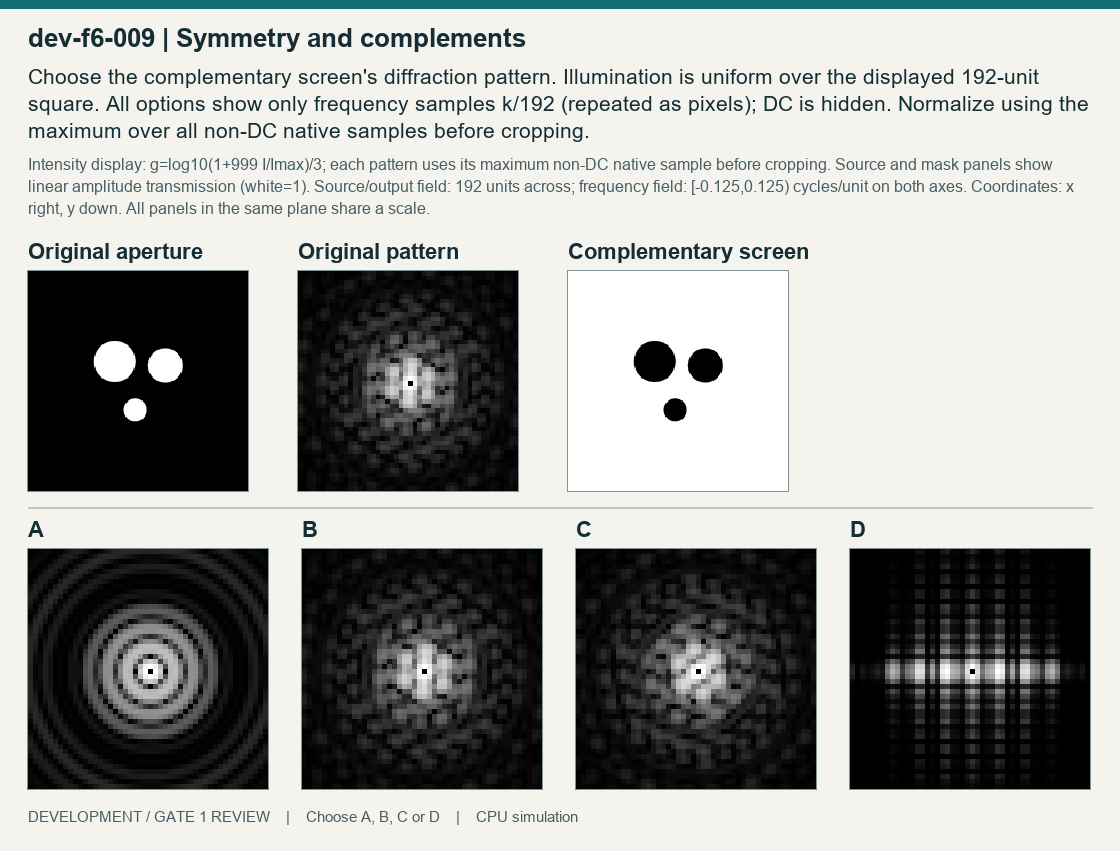 dev-f6-009 | Symmetry and complements
Choose the complementary screen's diffraction pattern. Illumination is uniform over the displayed 192-unit
square. All options show only frequency samples k/192 (repeated as pixels); DC is hidden. Normalize using the
maximum over all non-DC native samples before cropping.
Intensity display: g=log10(1+999 I/Imax)/3; each pattern uses its maximum non-DC native sample before cropping. Source and mask panels show
linear amplitude transmission (white=1). Source/output field: 192 units across; frequency field: [-0.125,0.125) cycles/unit on both axes. Coordinates: x
right, y down. All panels in the same plane share a scale.
Original aperture
Original pattern
Complementary screen
A
B
C
D
DEVELOPMENT / GATE 1 REVIEW | Choose A, B, C or D | CPU simulation